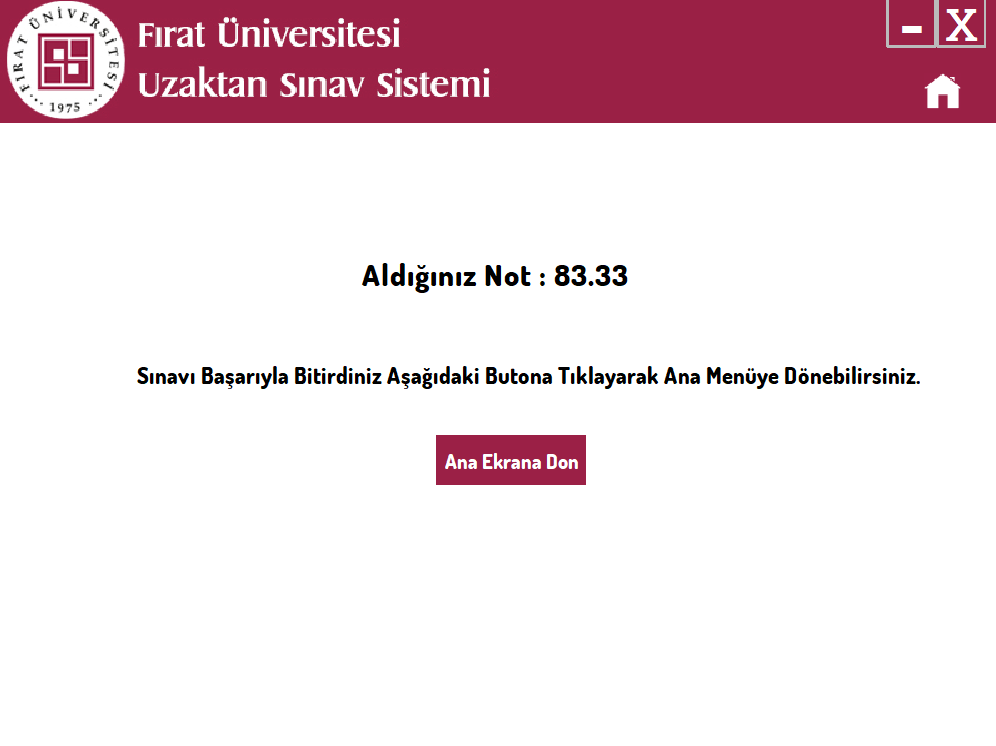 FIRAT ÜNİVERSİTESİ
1975
Fırat Üniversitesi
Uzaktan Sınav Sistemi
X
Aldığınız Not : 83.33
Sınavı Başarıyla Bitirdiniz Aşağıdaki Butona Tıklayarak Ana Menüye Dönebilirsiniz.
Ana Ekrana Don